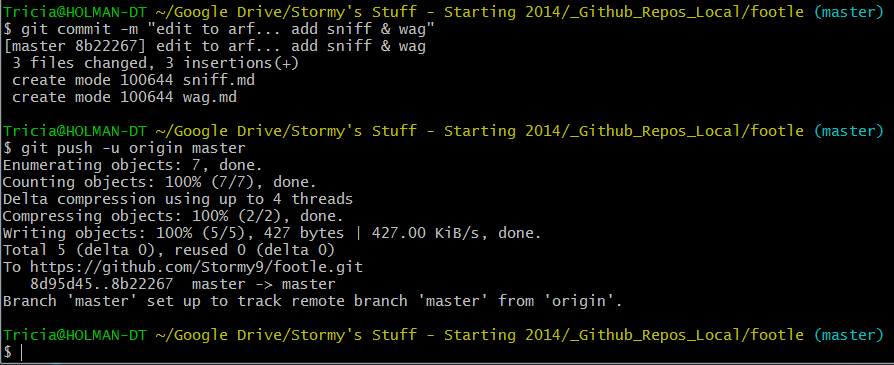 Tricia@HOLMAN-DT ~/Google Drive/Stormy's Stuff - Starting 2014/_Github_Repos_Local/footle (master)
$ git commit -m "edit to arf... add sniff & wag"
[master 8b22267] edit to arf... add sniff & wag
 3 files changed, 3 insertions(+)
 create mode 100644 sniff.md
 create mode 100644 wag.md

Tricia@HOLMAN-DT ~/Google Drive/Stormy's Stuff - Starting 2014/_Github_Repos_Local/footle (master)
$ git push -u origin master
Enumerating objects: 7, done.
Counting objects: 100% (7/7), done.
Delta compression using up to 4 threads
Compressing objects: 100% (2/2), done.
Writing objects: 100% (5/5), 427 bytes | 427.00 KiB/s, done.
Total 5 (delta 0), reused 0 (delta 0)
To https://github.com/Stormy9/footle.git
   8d95d45..8b22267  master -> master
Branch 'master' set up to track remote branch 'master' from 'origin'.

Tricia@HOLMAN-DT ~/Google Drive/Stormy's Stuff - Starting 2014/_Github_Repos_Local/footle (master)
$